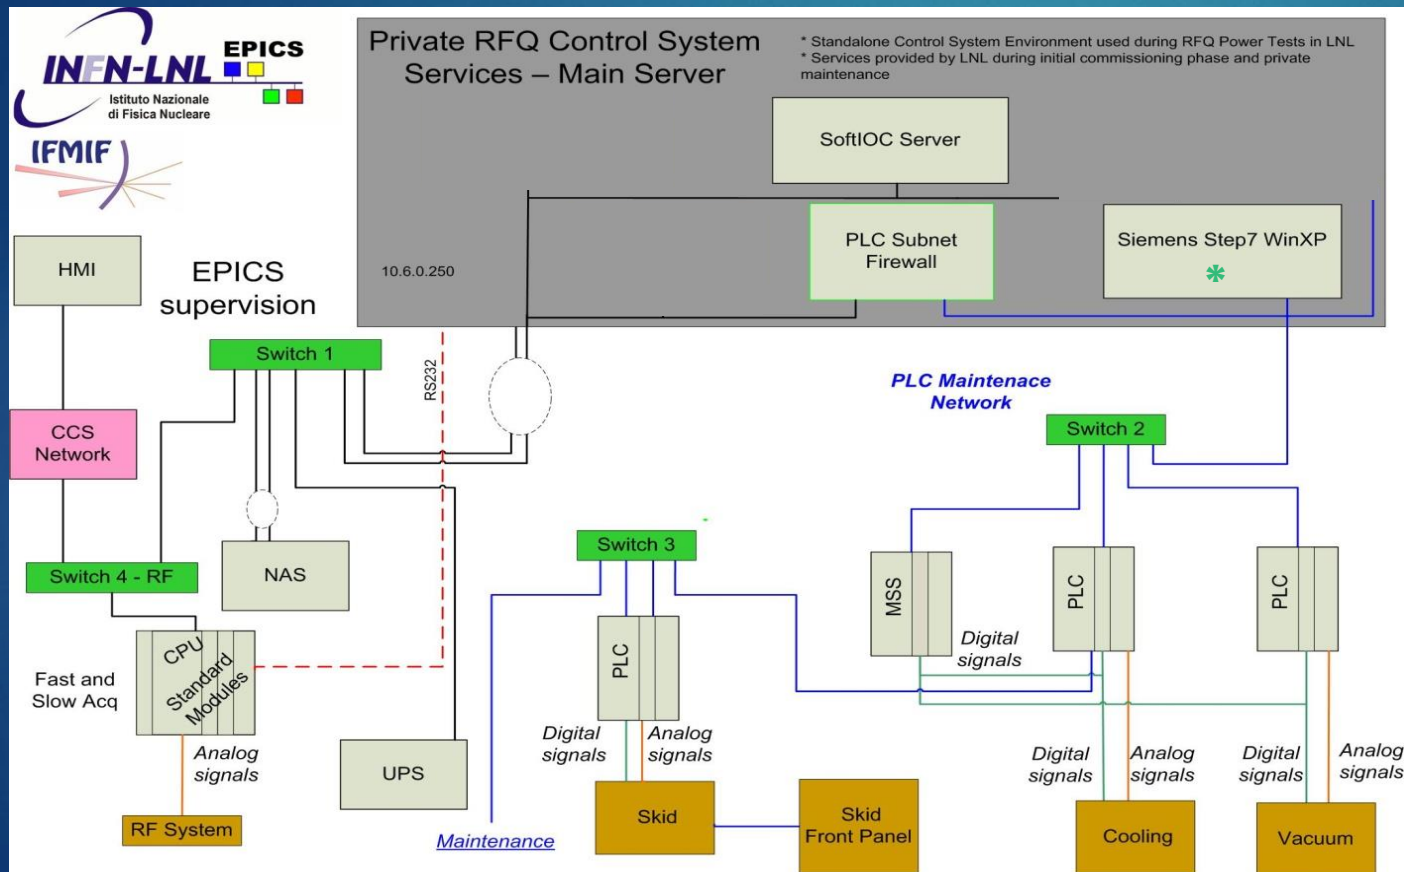 INFN-LNL
EPICS
Istituto Nazionale
di Fisica Nucleare
IFMIF
Private RFQ Control System
Services – Main Server
* Standalone Control System Environment used during RFQ Power Tests in LNL
* Services provided by LNL during initial commissioning phase and private
maintenance
SoftIOC Server
PLC Subnet
Firewall
Siemens Step7 WinXP
*
10.6.0.250
HMI
EPICS
supervision
Switch 1
RS232
CCS
Network
PLC Maintenace
Network
Switch 2
Switch 3
Switch 4 - RF
NAS
MSS
PLC
PLC
CPU
Standard
Modules
Fast and
Slow Acq
PLC
Digital
signals
Analog
signals
UPS
Digital
signals
Analog
signals
Digital
signals
Analog
signals
Digital
signals
Analog
signals
RF System
Maintenance
Skid
Skid
Front Panel
Cooling
Vacuum